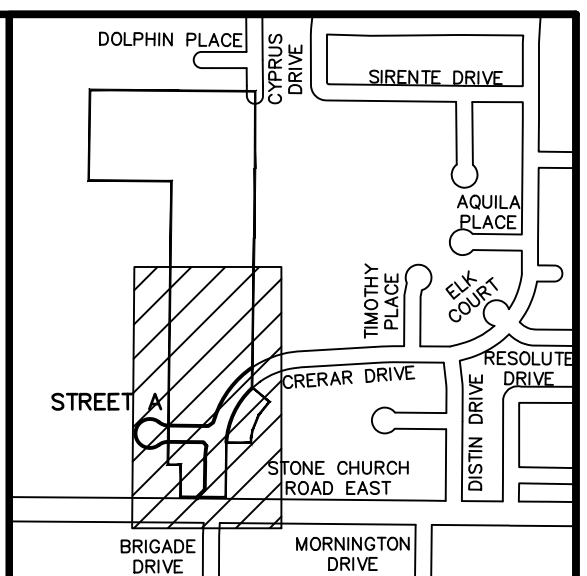 DOLPHIN PLACE
CYPRUS
DRIVE
SIRENTE DRIVE
AQUILA
PLACE
TIMOTHY
PLACE
ELK
COURT
RESOLUTE
DRIVE
CRERAR DRIVE
STREET A
DISTIN DRIVE
STONE CHURCH
ROAD EAST
BRIGADE
DRIVE
MORNINGTON
DRIVE